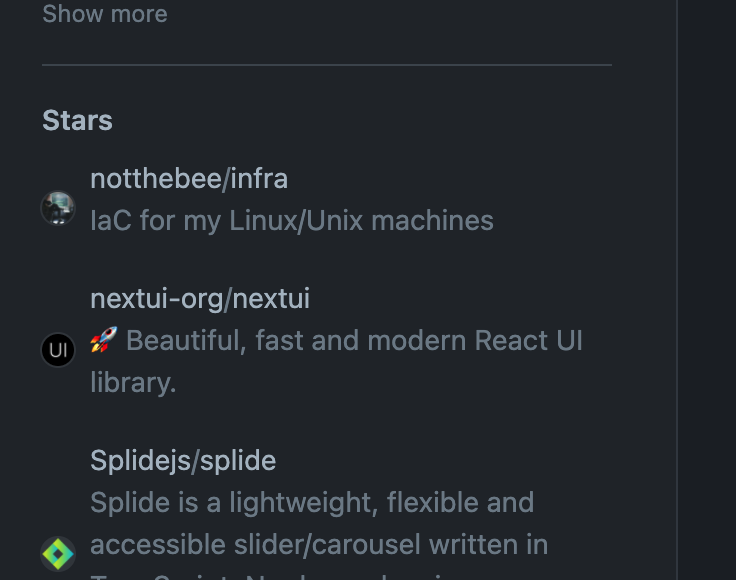 Show more
Stars
notthebee/infra
IaC for my Linux/Unix machines
nextui-org/nextui
UI
🚀 Beautiful, fast and modern React UI
library.
Splidejs/splide
Splide is a lightweight, flexible and
accessible slider/carousel written in